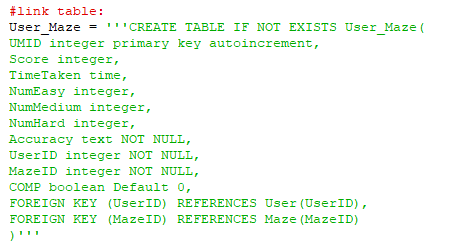 #link table:
User_Maze = '''CREATE TABLE IF NOT EXISTS User_Maze(
UMID integer primary key autoincrement,
Score integer,
TimeTaken time,
NumEasy integer,
NumMedium integer,
NumHard integer,
Accuracy text NOT NULL,
UserID integer NOT NULL,
MazeID integer NOT NULL,
COMP boolean Default 0,
FOREIGN KEY (UserID) REFERENCES User(UserID),
FOREIGN KEY (MazeID) REFERENCES Maze(MazeID)
)'''